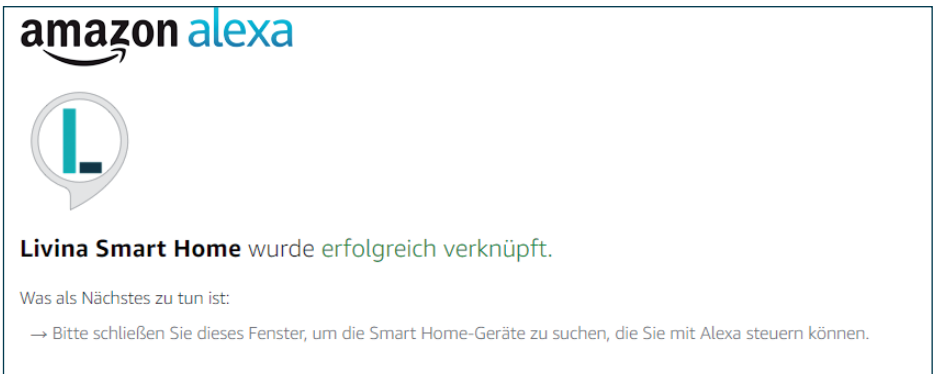 amazon alexa
L
Livina Smart Home wurde erfolgreich verknüpft.
Was als Nächstes zu tun ist:
→ Bitte schließen Sie dieses Fenster, um die Smart Home-Geräte zu suchen, die Sie mit Alexa steuern können.